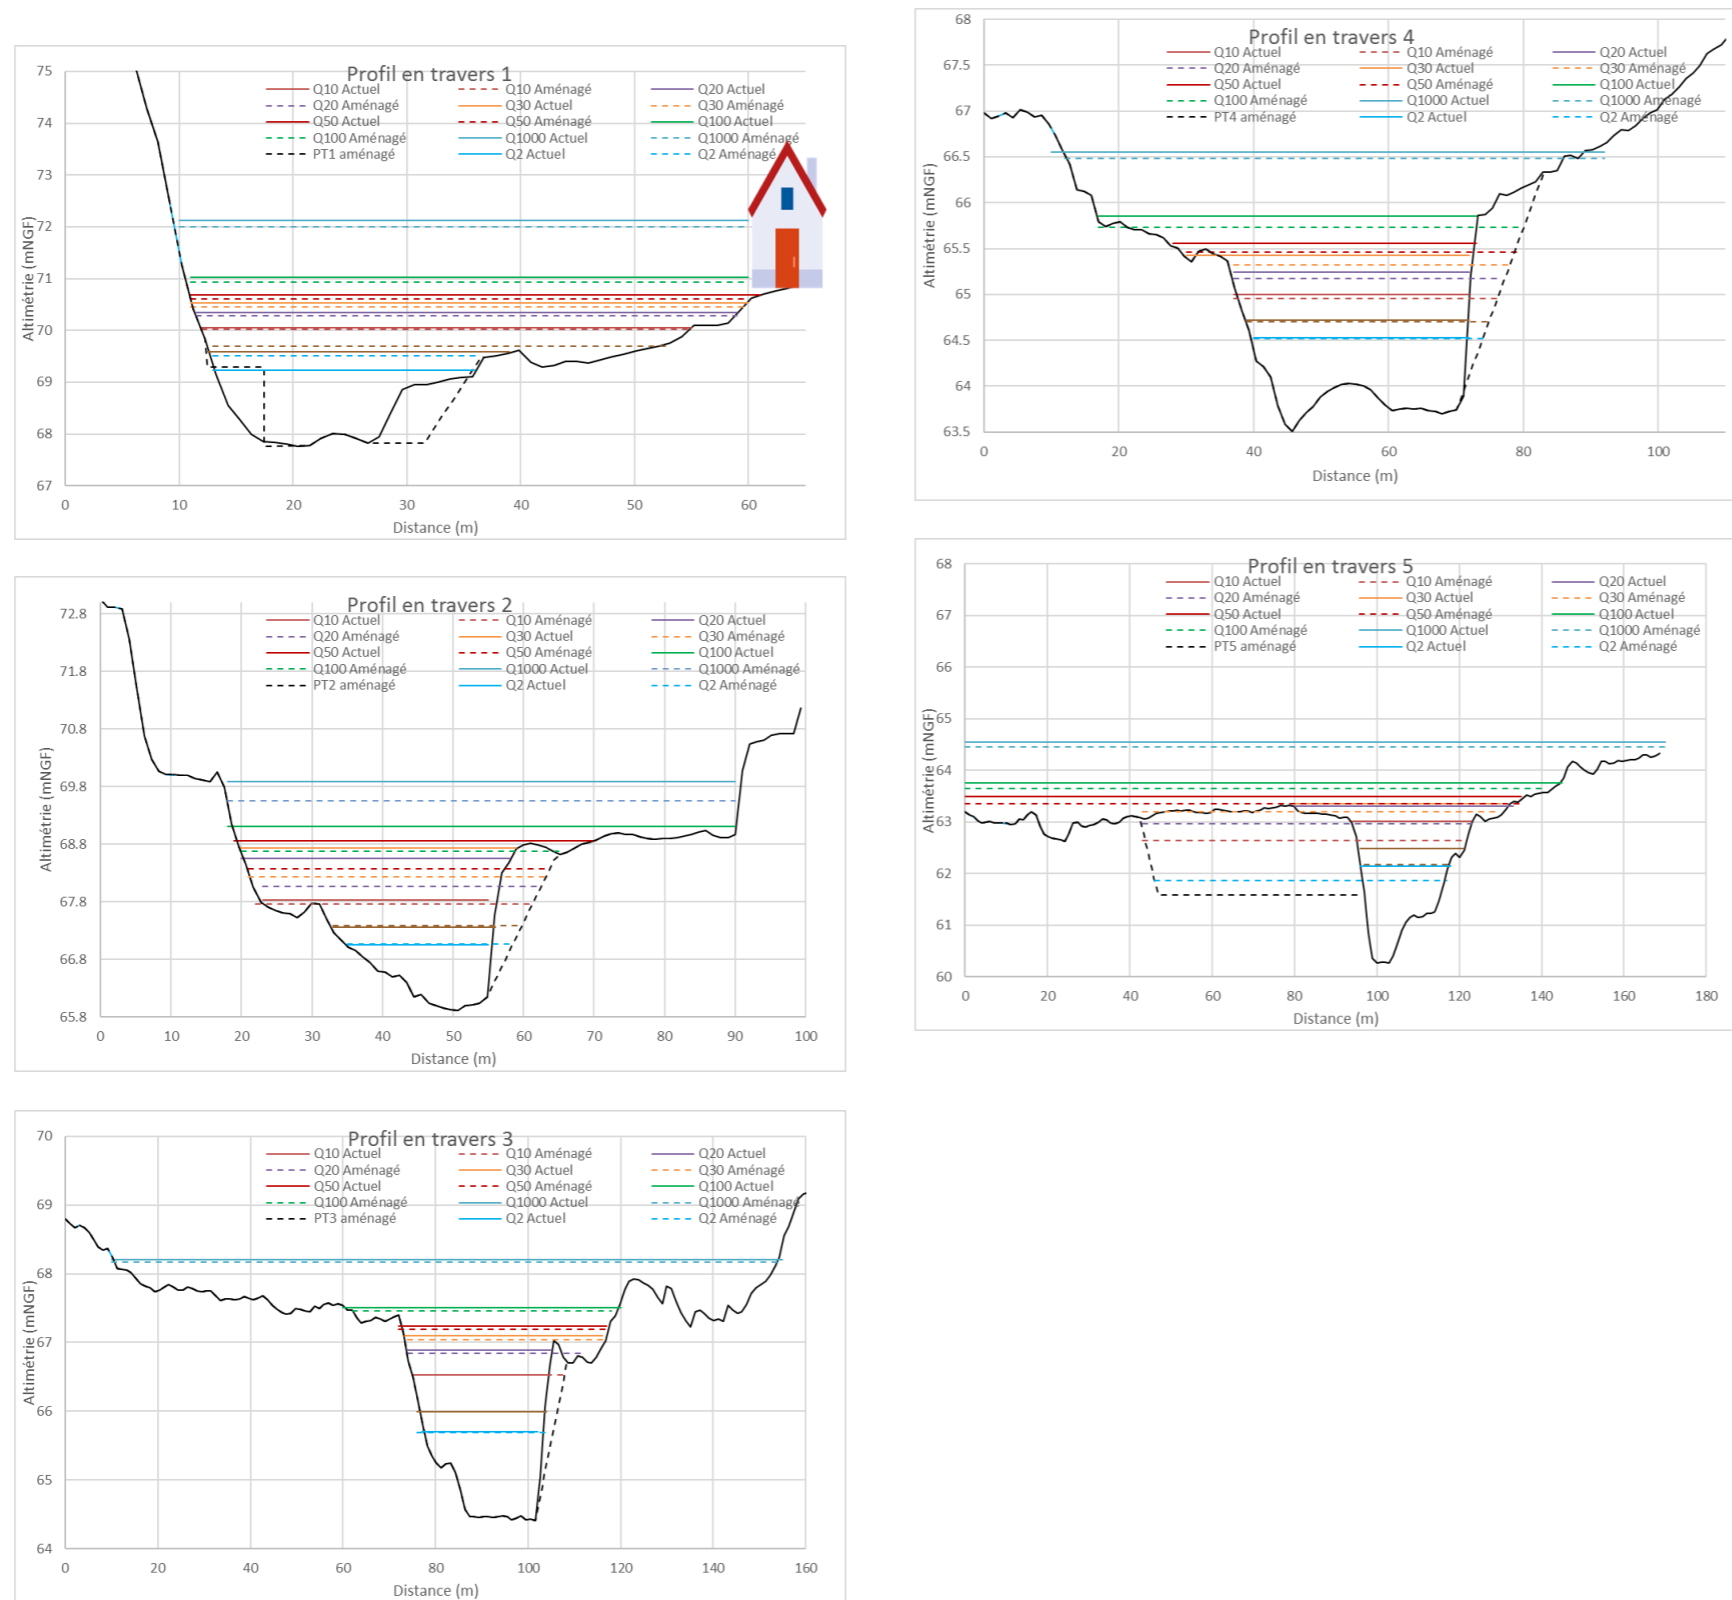 Profil en travers 1
Q10 Actuel Q10 Aménagé Q20 Actuel
Q20 Aménagé Q30 Actuel Q30 Aménagé
Q50 Actuel Q50 Aménagé Q100 Actuel
Q100 Aménagé Q1000 Actuel Q1000 Aménagé
PT1 aménagé Q2 Actuel Q2 Aménagé
Altimétrie (mNGF)
75
74
73
72
71
70
69
68
67
0 10 20 30 40 50 60
Distance (m)
Profil en travers 2
Q10 Actuel Q10 Aménagé Q20 Actuel
Q20 Aménagé Q30 Actuel Q30 Aménagé
Q50 Actuel Q50 Aménagé Q100 Actuel
Q100 Aménagé Q1000 Actuel Q1000 Aménagé
PT2 aménagé Q2 Actuel Q2 Aménagé
Altimétrie (mNGF)
72.8
71.8
70.8
69.8
68.8
67.8
66.8
65.8
0 10 20 30 40 50 60 70 80 90 100
Distance (m)
Profil en travers 3
Q10 Actuel Q10 Aménagé Q20 Actuel
Q20 Aménagé Q30 Actuel Q30 Aménagé
Q50 Actuel Q50 Aménagé Q100 Actuel
Q100 Aménagé Q1000 Actuel Q1000 Aménagé
PT3 aménagé Q2 Actuel Q2 Aménagé
Altimétrie (mNGF)
70
69
68
67
66
65
64
0 20 40 60 80 100 120 140 160
Distance (m)
Profil en travers 4
Q10 Actuel Q10 Aménagé Q20 Actuel
Q20 Aménagé Q30 Actuel Q30 Aménagé
Q50 Actuel Q50 Aménagé Q100 Actuel
Q100 Aménagé Q1000 Actuel Q1000 Aménagé
PT4 aménagé Q2 Actuel Q2 Aménagé
Altimétrie (mNGF)
68
67.5
67
66.5
66
65.5
65
64.5
64
63.5
0 20 40 60 80 100
Distance (m)
Profil en travers 5
Q10 Actuel Q10 Aménagé Q20 Actuel
Q20 Aménagé Q30 Actuel Q30 Aménagé
Q50 Actuel Q50 Aménagé Q100 Actuel
Q100 Aménagé Q1000 Actuel Q1000 Aménagé
PT5 aménagé Q2 Actuel Q2 Aménagé
Altimétrie (mNGF)
68
67
66
65
64
63
62
61
60
0 20 40 60 80 100 120 140 160 180
Distance (m)